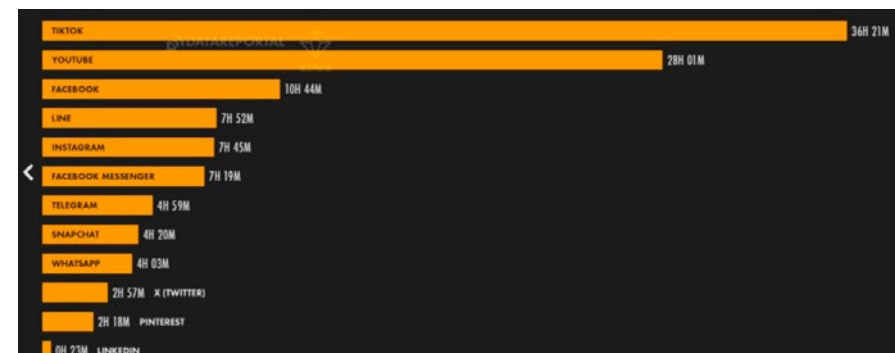 TIKTOK 36H 21M
DATAREPORTAL
YOUTUBE 28H 01M
FACEBOOK 10H 44M
LINE 7H 52M
INSTAGRAM 7H 45M
FACEBOOK MESSENGER 7H 19M
TELEGRAM 4H 59M
SNAPCHAT 4H 20M
WHATSAPP 4H 03M
2H 57M X (TWITTER)
2H 18M PINTEREST
0H 23M LINKEDIN